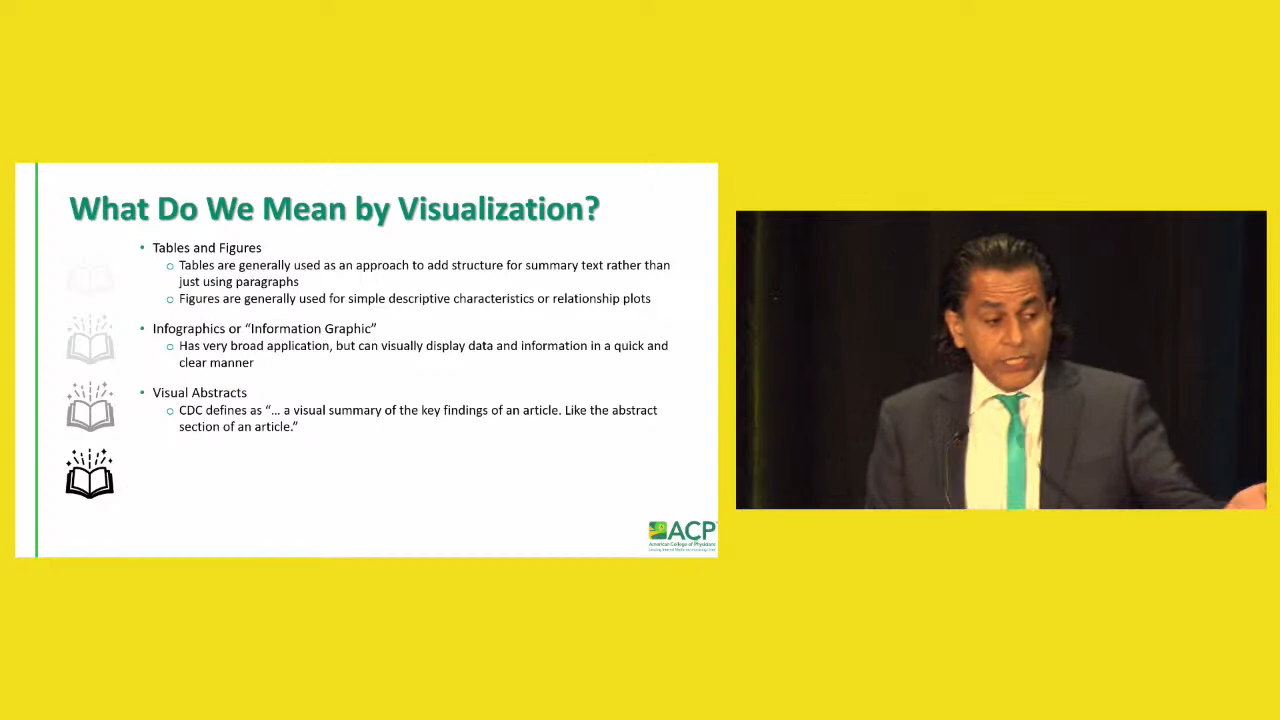 What Do We Mean by Visualization?
• Tables and Figures
o Tables are generally used as an approach to add structure for summary text rather than
just using paragraphs
o Figures are generally used for simple descriptive characteristics or relationship plots
• Infographics or “Information Graphic”
o Has very broad application, but can visually display data and information in a quick and
clear manner
• Visual Abstracts
o CDC defines as “… a visual summary of the key findings of an article. Like the abstract
section of an article.”
ACP
American College of Physicians